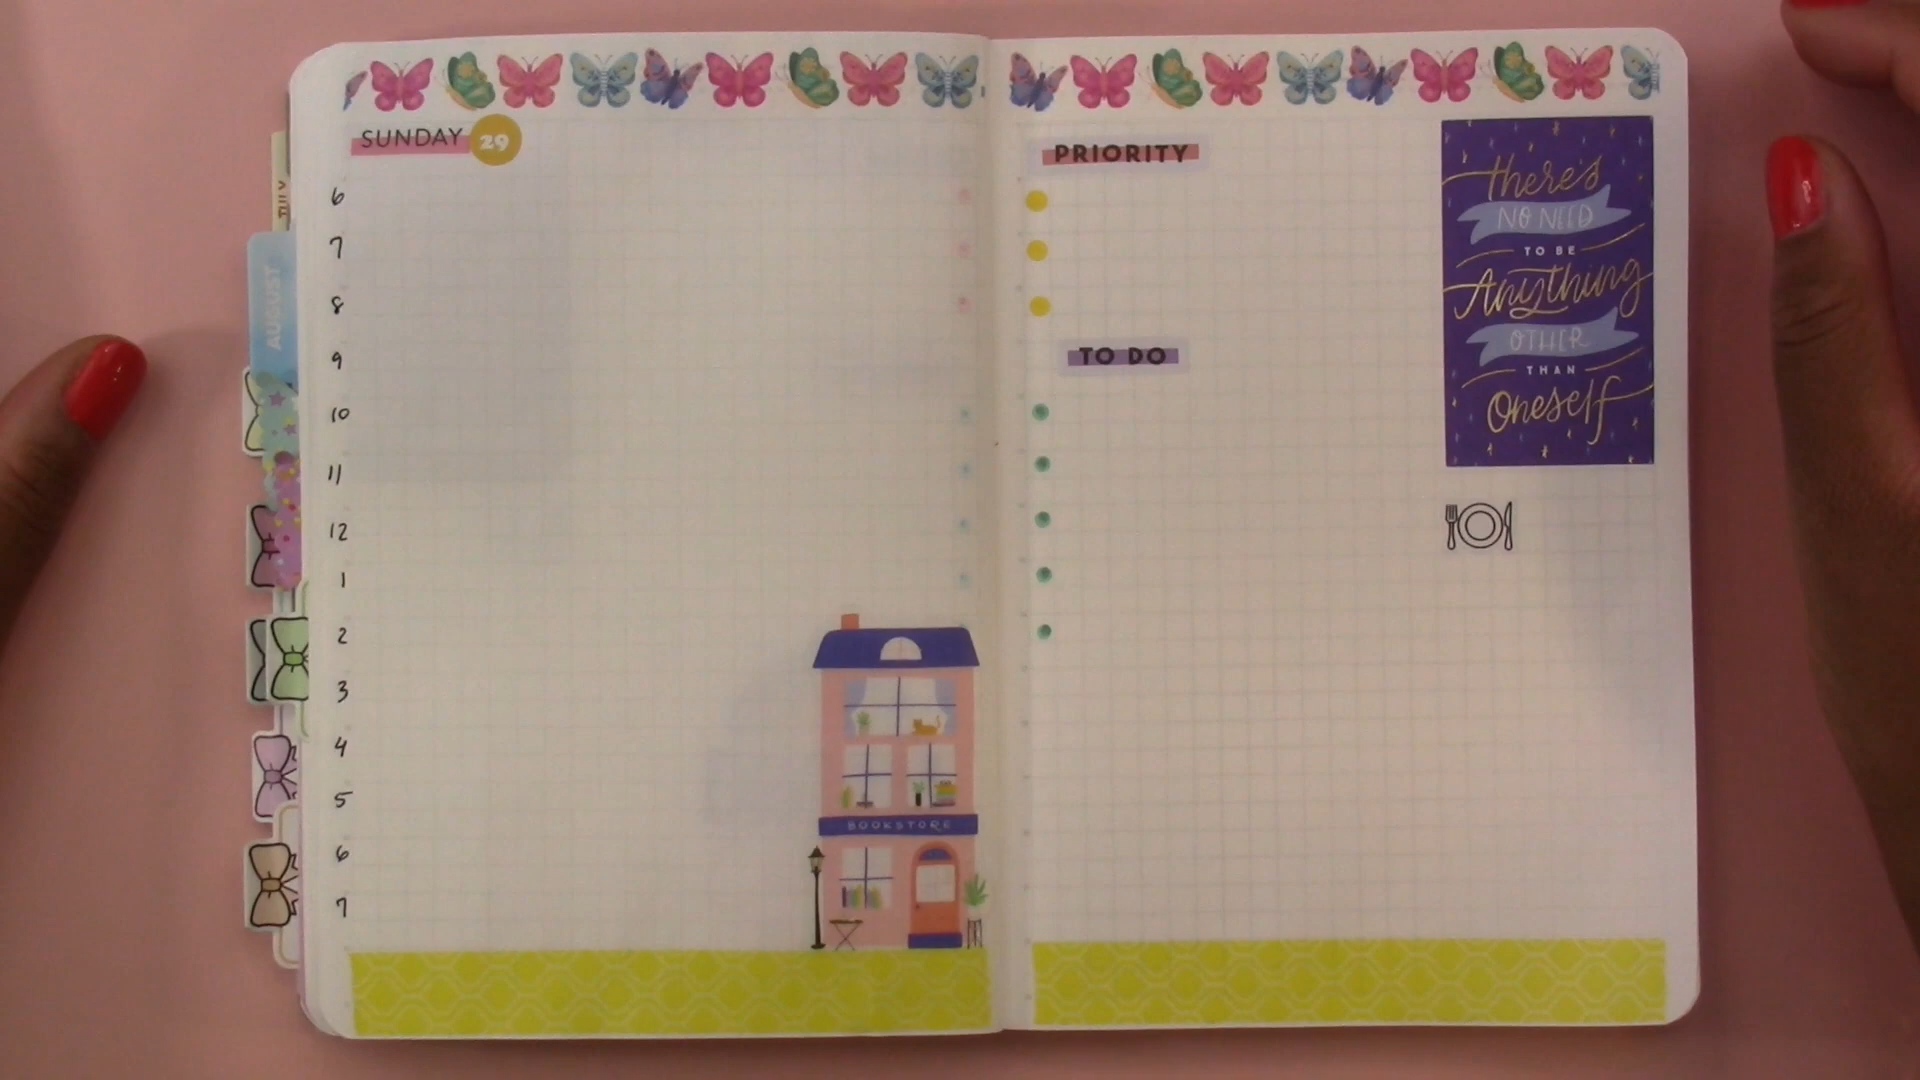 SUNDAY 29
6
7
8
9
10
11
12
1
2
3
4
5
6
7
BOOKSTORE
JULY
AUGUST
PRIORITY
TO DO
There's
NO NEED
TO BE
Anything
OTHER
THAN
Oneself